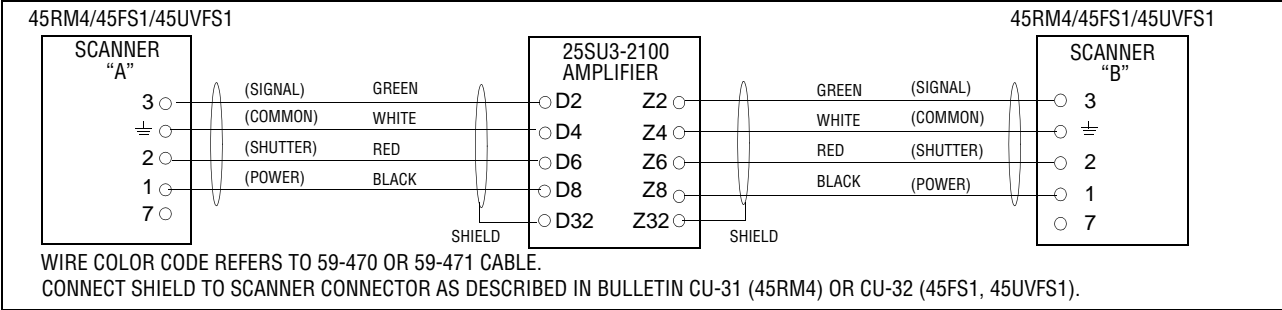 45RM4/45FS1/45UVFS1 45RM4/45FS1/45UVFS1
SCANNER 25SU3-2100 SCANNER
“A” AMPLIFIER “B”
3 (SIGNAL) GREEN D2 Z2 GREEN (SIGNAL) 3
(COMMON) WHITE D4 Z4 WHITE (COMMON)
2 (SHUTTER) RED D6 Z6 RED (SHUTTER) 2
1 (POWER) BLACK D8 Z8 BLACK (POWER) 1
7 D32 Z32 7
SHIELD SHIELD
WIRE COLOR CODE REFERS TO 59-470 OR 59-471 CABLE.
CONNECT SHIELD TO SCANNER CONNECTOR AS DESCRIBED IN BULLETIN CU-31 (45RM4) OR CU-32 (45FS1, 45UVFS1).